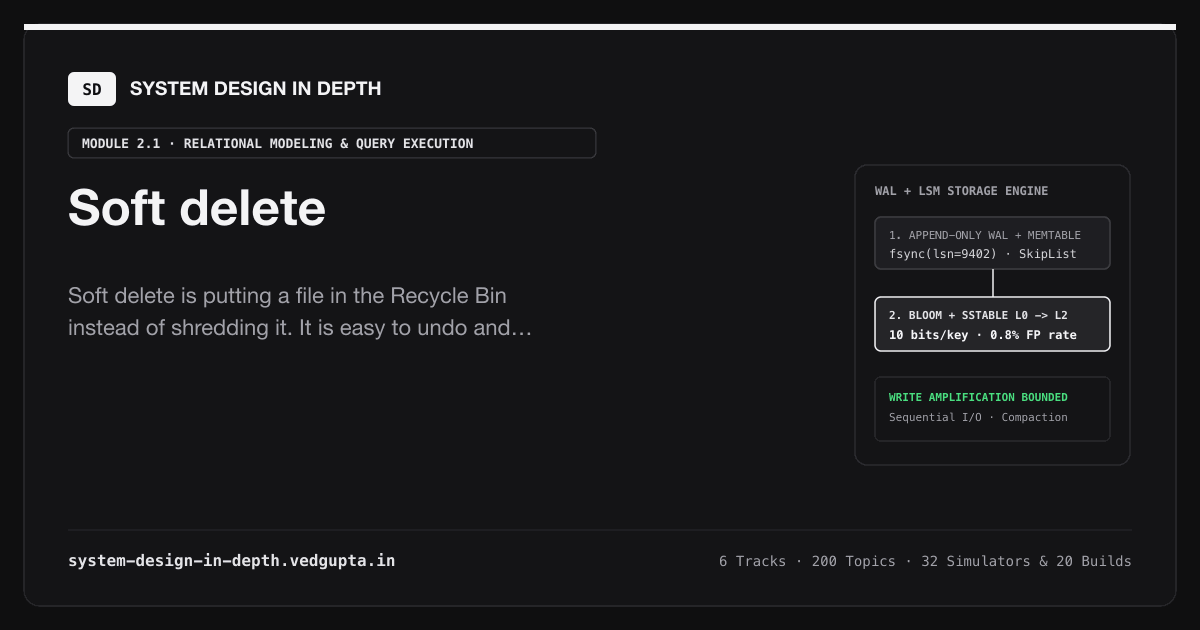 SD SYSTEM DESIGN IN DEPTH
MODULE 2.1 · RELATIONAL MODELING & QUERY EXECUTION
Soft delete
Soft delete is putting a file in the Recycle Bin
instead of shredding it. It is easy to undo and…
WAL + LSM STORAGE ENGINE
1. APPEND-ONLY WAL + MEMTABLE
fsync(lsn=9402) · SkipList
2. BLOOM + SSTABLE L0 -> L2
10 bits/key · 0.8% FP rate
WRITE AMPLIFICATION BOUNDED
Sequential I/O · Compaction
system-design-in-depth.vedgupta.in
6 Tracks · 200 Topics · 32 Simulators & 20 Builds